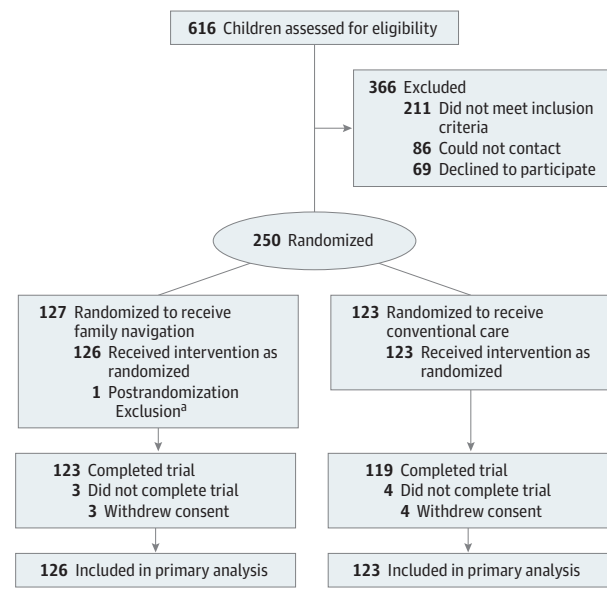 616 Children assessed for eligibility
366 Excluded
211 Did not meet inclusion
criteria
86 Could not contact
69 Declined to participate
250 Randomized
127 Randomized to receive
family navigation
126 Received intervention as
randomized
1 Postrandomization
Exclusionᵃ
123 Randomized to receive
conventional care
123 Received intervention as
randomized
123 Completed trial
3 Did not complete trial
3 Withdrew consent
119 Completed trial
4 Did not complete trial
4 Withdrew consent
126 Included in primary analysis
123 Included in primary analysis